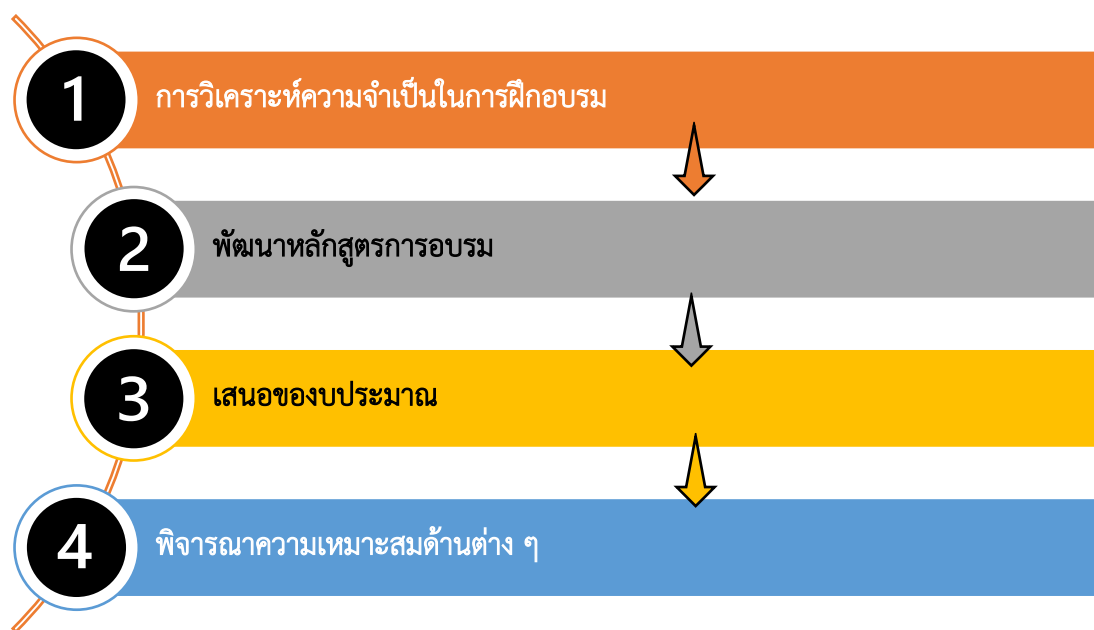 1
การวิเคราะห์ความจำเป็นในการฝึกอบรม
2
พัฒนาหลักสูตรการอบรม
3
เสนอของบประมาณ
4
พิจารณาความเหมาะสมด้านต่าง ๆ